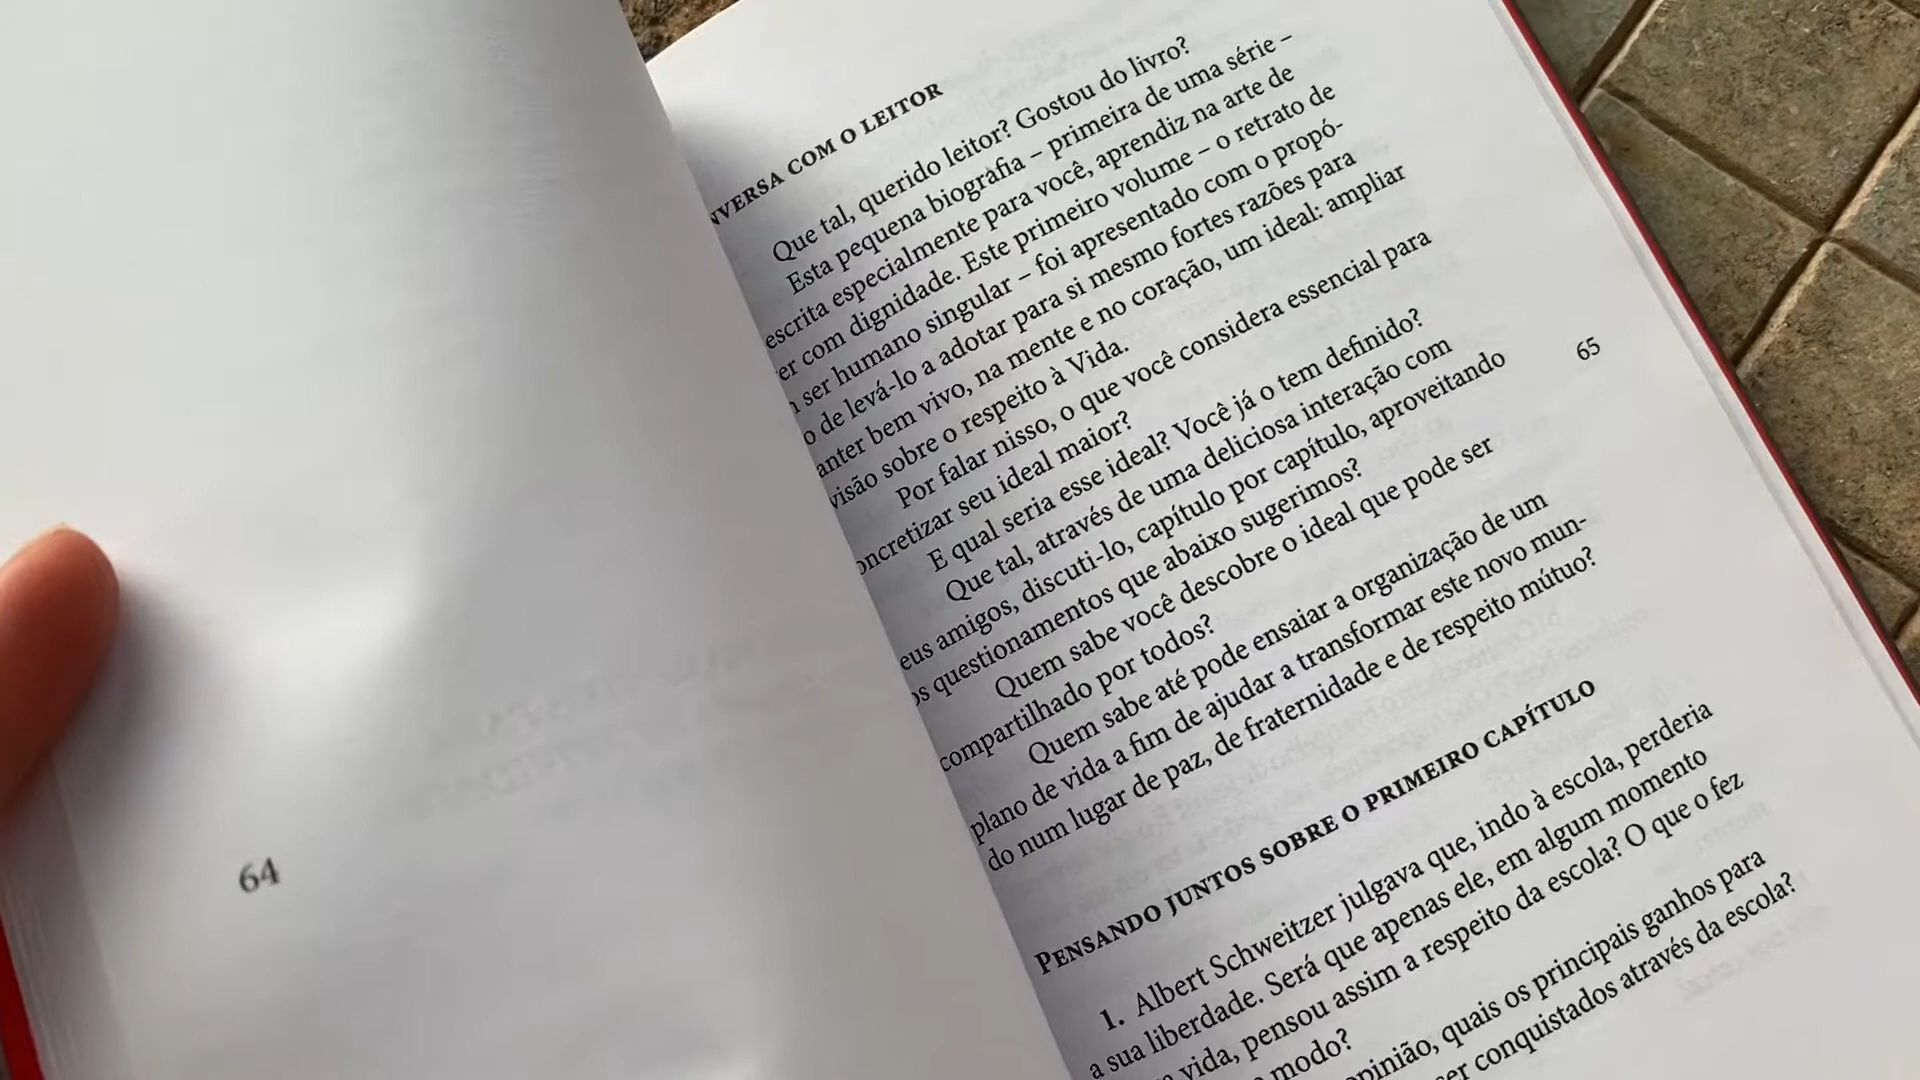 64
NVERSA COM O LEITOR
Que tal, querido leitor? Gostou do livro?
Esta pequena biografia – primeira de uma série –
escrita especialmente para você, aprendiz na arte de
er com dignidade. Este primeiro volume – o retrato de
ser humano singular – foi apresentado com o propó-
o de levá-lo a adotar para si mesmo fortes razões para
anter bem vivo, na mente e no coração, um ideal: ampliar
visão sobre o respeito à Vida.
Por falar nisso, o que você considera essencial para
oncretizar seu ideal maior?
E qual seria esse ideal? Você já o tem definido?
Que tal, através de uma deliciosa interação com
eus amigos, discuti-lo, capítulo por capítulo, aproveitando
os questionamentos que abaixo sugerimos?
Quem sabe você descobre o ideal que pode ser
compartilhado por todos?
Quem sabe até pode ensaiar a organização de um
plano de vida a fim de ajudar a transformar este novo mun-
do num lugar de paz, de fraternidade e de respeito mútuo?
65
PENSANDO JUNTOS SOBRE O PRIMEIRO CAPÍTULO
1. Albert Schweitzer julgava que, indo à escola, perderia
a sua liberdade. Será que apenas ele, em algum momento
vida, pensou assim a respeito da escola? O que o fez
modo?
opinião, quais os principais ganhos para
ser conquistados através da escola?